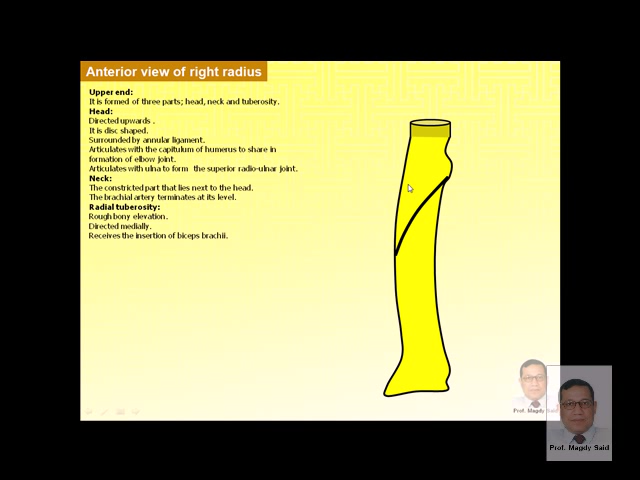 Anterior view of right radius
Upper end:
It is formed of three parts; head, neck and tuberosity.
Head:
Directed upwards .
It is disc shaped.
Surrounded by annular ligament.
Articulates with the capitulum of humerus to share in
formation of elbow joint.
Articulates with ulna to form the superior radio-ulnar joint.
Neck:
The constricted part that lies next to the head.
The brachial artery terminates at its level.
Radial tuberosity:
Rough bony elevation.
Directed medially.
Receives the insertion of biceps brachii.
Prof. Magdy Said
Prof. Magdy Said